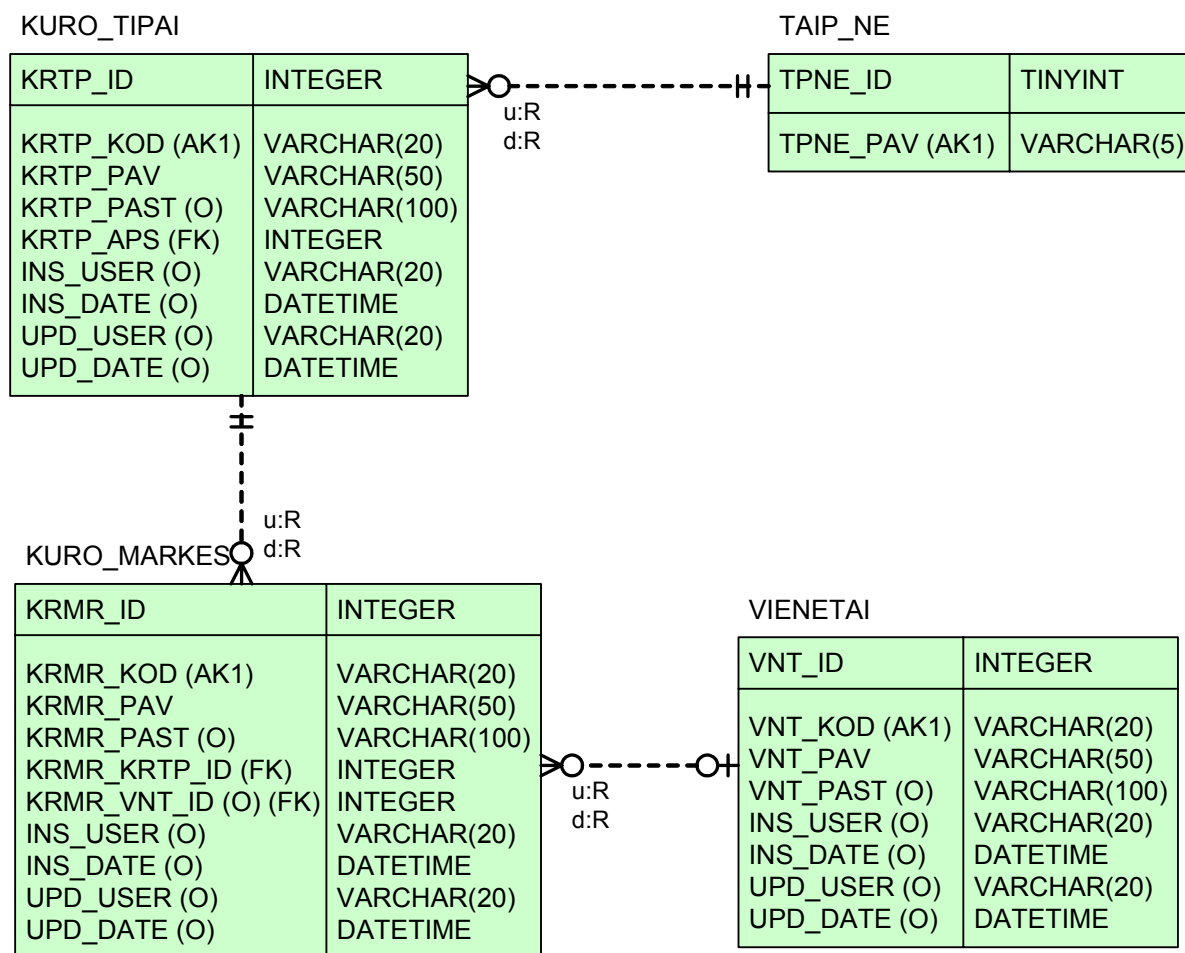 KURO_TIPAI
KRTP_ID INTEGER
KRTP_KOD (AK1) VARCHAR(20)
KRTP_PAV VARCHAR(50)
KRTP_PAST (O) VARCHAR(100)
KRTP_APS (FK) INTEGER
INS_USER (O) VARCHAR(20)
INS_DATE (O) DATETIME
UPD_USER (O) VARCHAR(20)
UPD_DATE (O) DATETIME
u:R
d:R
TAIP_NE
TPNE_ID TINYINT
TPNE_PAV (AK1) VARCHAR(5)
u:R
d:R
KURO_MARKES
KRMR_ID INTEGER
KRMR_KOD (AK1) VARCHAR(20)
KRMR_PAV VARCHAR(50)
KRMR_PAST (O) VARCHAR(100)
KRMR_KRTP_ID (FK) INTEGER
KRMR_VNT_ID (O) (FK) INTEGER
INS_USER (O) VARCHAR(20)
INS_DATE (O) DATETIME
UPD_USER (O) VARCHAR(20)
UPD_DATE (O) DATETIME
u:R
d:R
VIENETAI
VNT_ID INTEGER
VNT_KOD (AK1) VARCHAR(20)
VNT_PAV VARCHAR(50)
VNT_PAST (O) VARCHAR(100)
INS_USER (O) VARCHAR(20)
INS_DATE (O) DATETIME
UPD_USER (O) VARCHAR(20)
UPD_DATE (O) DATETIME